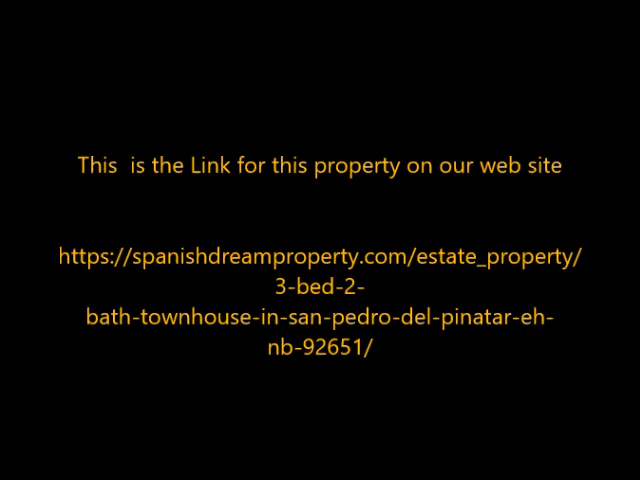 This  is the Link for this property on our web site
https://spanishdreamproperty.com/estate_property/
3-bed-2-
bath-townhouse-in-san-pedro-del-pinatar-eh-
nb-92651/